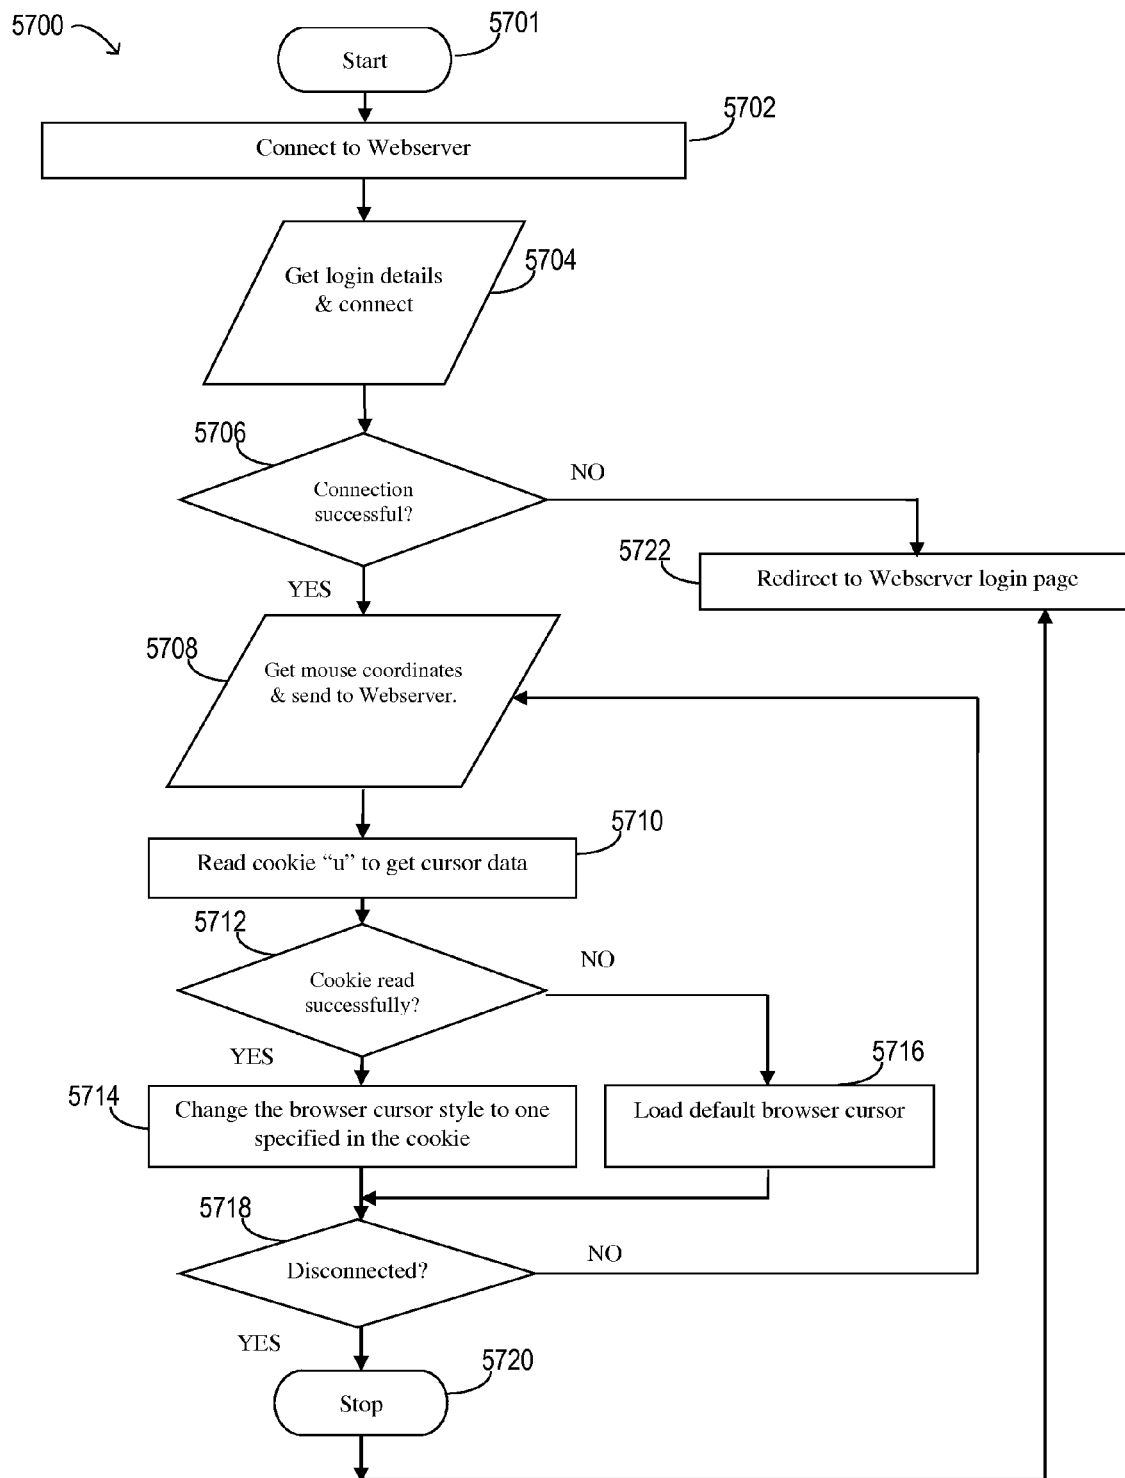 5700
5701
Start
5702
Connect to Webserver
5704
Get login details
& connect
5706
NO
Connection
successful?
5722
Redirect to Webserver login page
YES
5708
Get mouse coordinates
& send to Webserver.
5710
Read cookie “u” to get cursor data
5712
NO
Cookie read
successfully?
YES
5716
5714
Change the browser cursor style to one
specified in the cookie
Load default browser cursor
5718
NO
Disconnected?
YES
5720
Stop